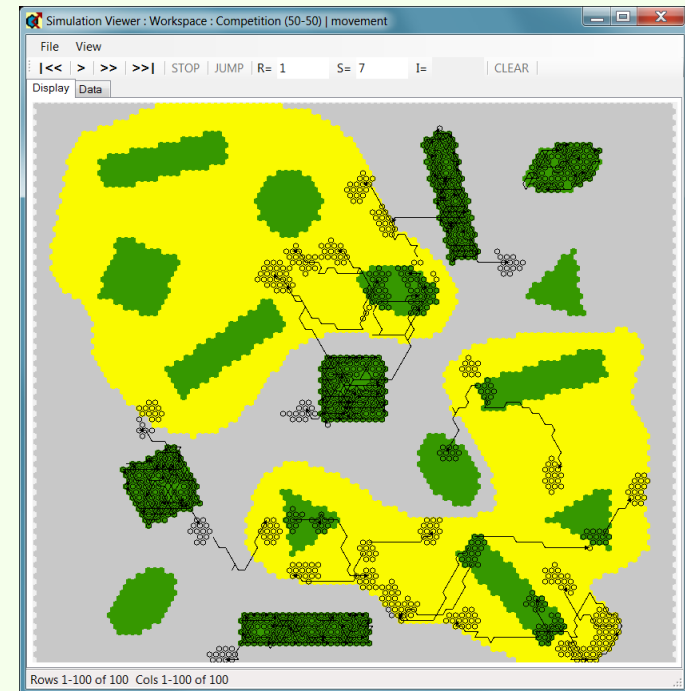 Simulation Viewer : Workspace : Competition (50-50) | movement
File View
|<< > >> >>| STOP JUMP R= 1 S= 7 I= CLEAR
Display Data
Rows 1-100 of 100 Cols 1-100 of 100